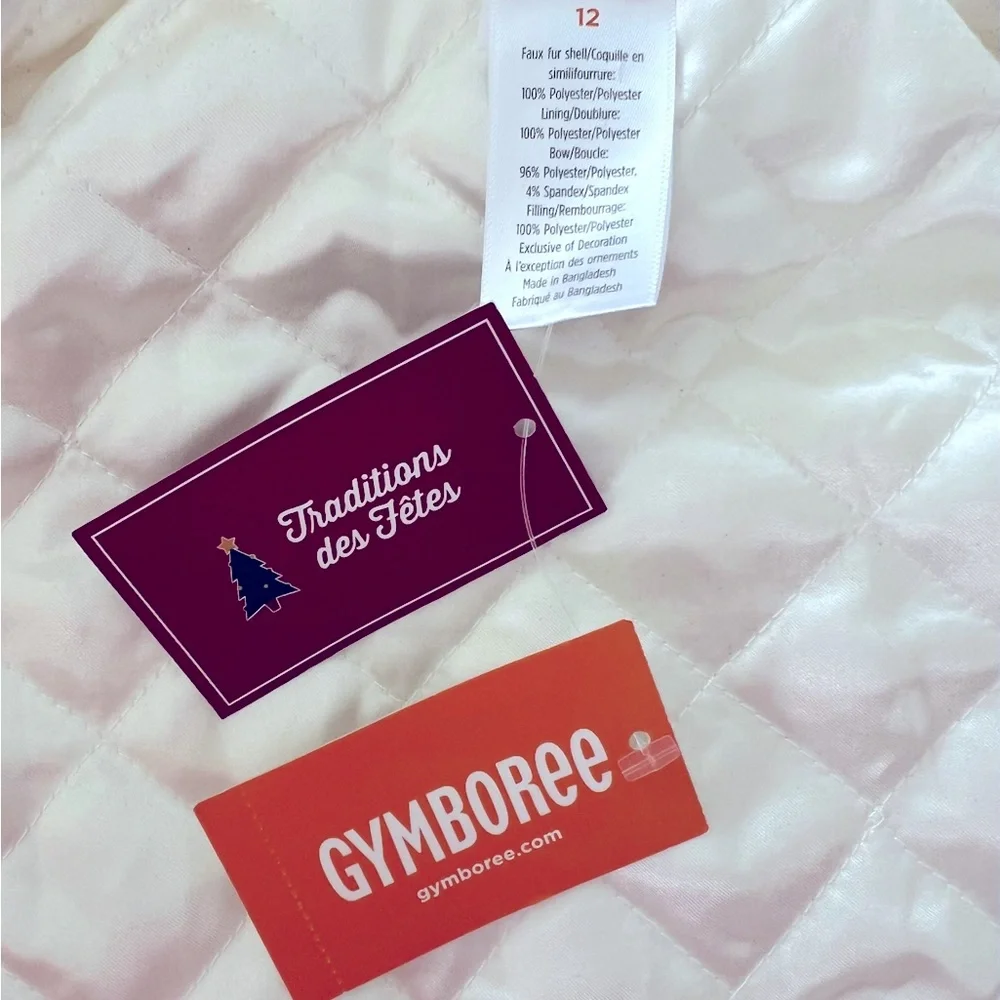 12
Faux fur shell/Coquille en
similifourrure:
100% Polyester/Polyester
Lining/Doublure:
100% Polyester/Polyester
Bow/Boucle:
96% Polyester/Polyester,
4% Spandex/Spandex
Filling/Rembourrage:
100% Polyester/Polyester
Exclusive of Decoration
À l'exception des ornements
Made in Bangladesh
Fabriqué au Bangladesh
Traditions
des Fêtes
GYMBOREE
gymboree.com